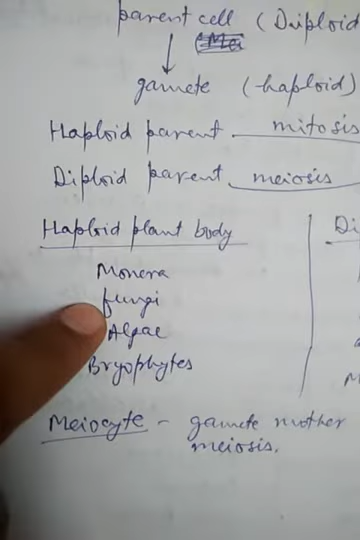 parent cell (Diploid
gamete (haploid)
Haploid parent mitosis
Diploid parent meiosis
Haploid plant body
Di
Monera
fungi
Algae
Bryophytes
Meiocyte - gamete mother
meiosis.